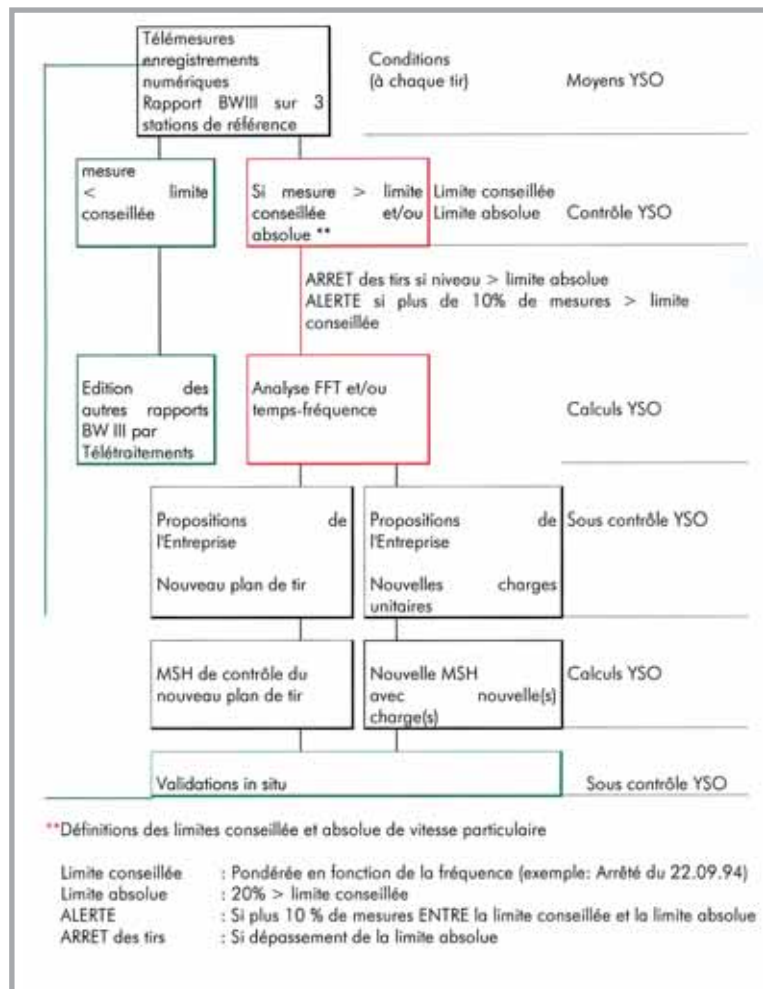 Télémesures
enregistrements
numériques
Rapport BWIII sur 3
stations de référence
Conditions
(à chaque tir)
Moyens YSO
mesure
< limite
conseillée
Si mesure > limite
conseillée et/ou
absolue **
Limite conseillée
Limite absolue
Contrôle YSO
ARRET des tirs si niveau > limite absolue
ALERTE si plus de 10% de mesures > limite
conseillée
Edition des
autres rapports
BW III par
Télétraitements
Analyse FFT et/ou
temps-fréquence
Calculs YSO
Propositions de
l'Entreprise
Nouveau plan de tir
Propositions de
l'Entreprise
Nouvelles charges
unitaires
Sous contrôle YSO
MSH de contrôle du
nouveau plan de tir
Nouvelle MSH
avec nouvelle(s)
charge(s)
Calculs YSO
Validations in situ
Sous contrôle YSO
**Définitions des limites conseillée et absolue de vitesse particulaire
Limite conseillée : Pondérée en fonction de la fréquence (exemple: Arrêté du 22.09.94)
Limite absolue : 20% > limite conseillée
ALERTE : Si plus 10 % de mesures ENTRE la limite conseillée et la limite absolue
ARRET des tirs : Si dépassement de la limite absolue